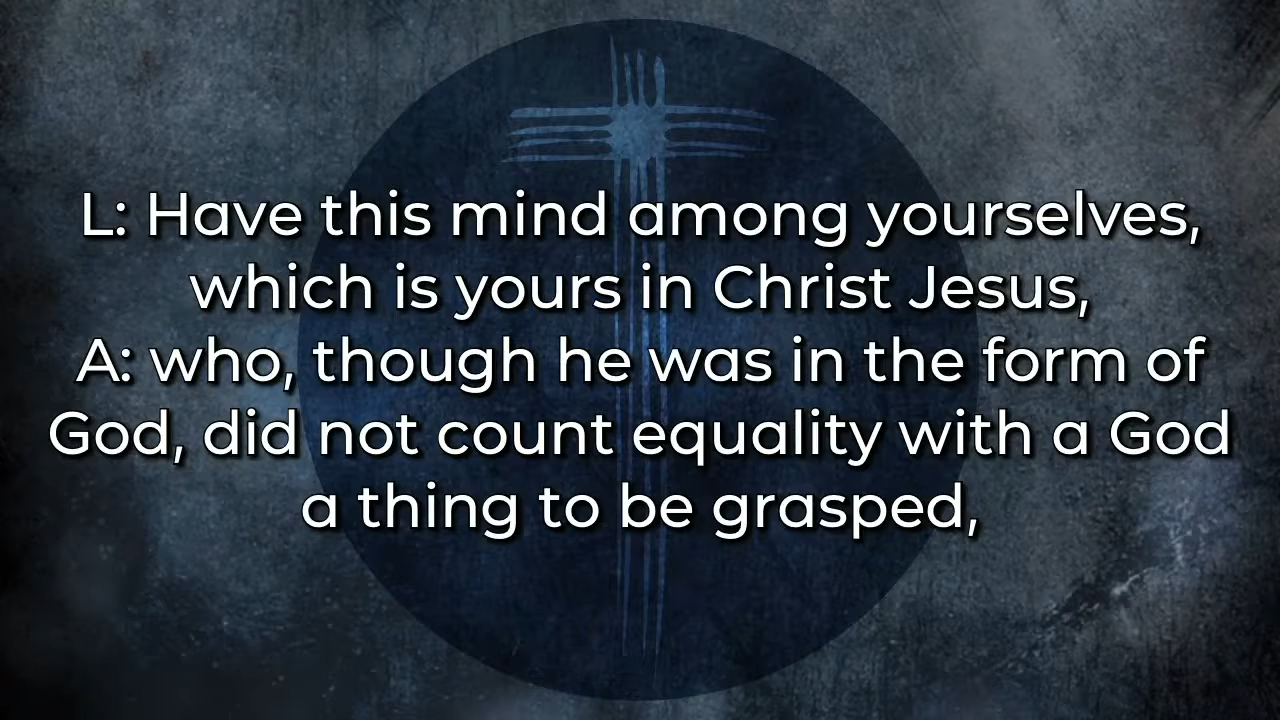 L: Have this mind among yourselves,
which is yours in Christ Jesus,
A: who, though he was in the form of
God, did not count equality with a God
a thing to be grasped,